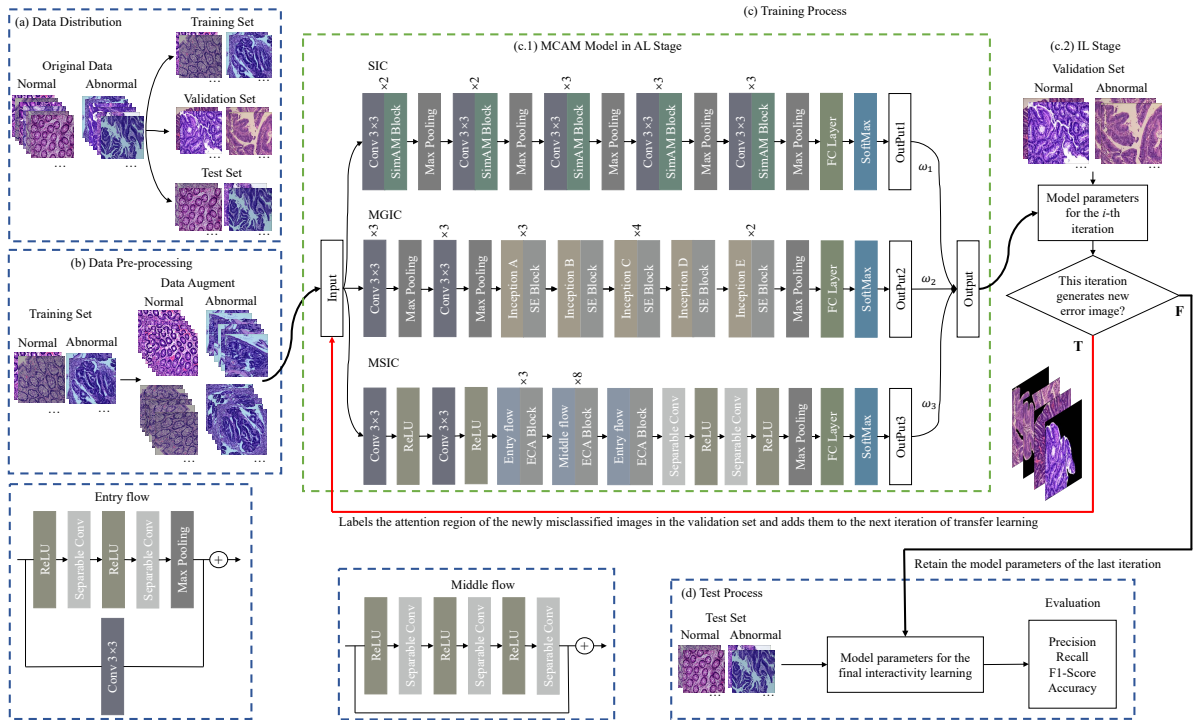 (a) Data Distribution
Training Set
Original Data
Normal
Abnormal
...
...
Validation Set
...
...
Test Set
...
...
(b) Data Pre-processing
Data Augment
Training Set
Normal
Abnormal
Normal
Abnormal
...
...
...
...
...
...
(c) Training Process
(c.1) MCAM Model in AL Stage
Input
SIC
Conv 3×3
SimAM Block
×2
Max Pooling
Conv 3×3
SimAM Block
×2
Max Pooling
Conv 3×3
SimAM Block
×3
Max Pooling
Conv 3×3
SimAM Block
×3
Max Pooling
Conv 3×3
SimAM Block
×3
Max Pooling
FC Layer
SoftMax
OutPut1
ω1
MGIC
Conv 3×3
×3
Max Pooling
Conv 3×3
×3
Max Pooling
Inception A
SE Block
×3
Inception B
SE Block
Inception C
SE Block
×4
Inception D
SE Block
Inception E
SE Block
×2
Max Pooling
FC Layer
SoftMax
OutPut2
ω2
Output
MSIC
Conv 3×3
ReLU
Conv 3×3
ReLU
Entry flow
ECA Block
×3
Middle flow
ECA Block
×8
Entry flow
ECA Block
Separable Conv
ReLU
Separable Conv
ReLU
Max Pooling
FC Layer
SoftMax
OutPut3
ω3
(c.2) IL Stage
Validation Set
Normal
Abnormal
...
...
Model parameters
for the i-th
iteration
This iteration
generates new
error image?
F
T
...
Labels the attention region of the newly misclassified images in the validation set and adds them to the next iteration of transfer learning
Retain the model parameters of the last iteration
Entry flow
ReLU
Separable Conv
ReLU
Separable Conv
Max Pooling
+
Conv 3×3
Middle flow
ReLU
Separable Conv
ReLU
Separable Conv
ReLU
Separable Conv
+
(d) Test Process
Test Set
Normal
Abnormal
...
...
Model parameters for the
final interactivity learning
Evaluation
Precision
Recall
F1-Score
Accuracy